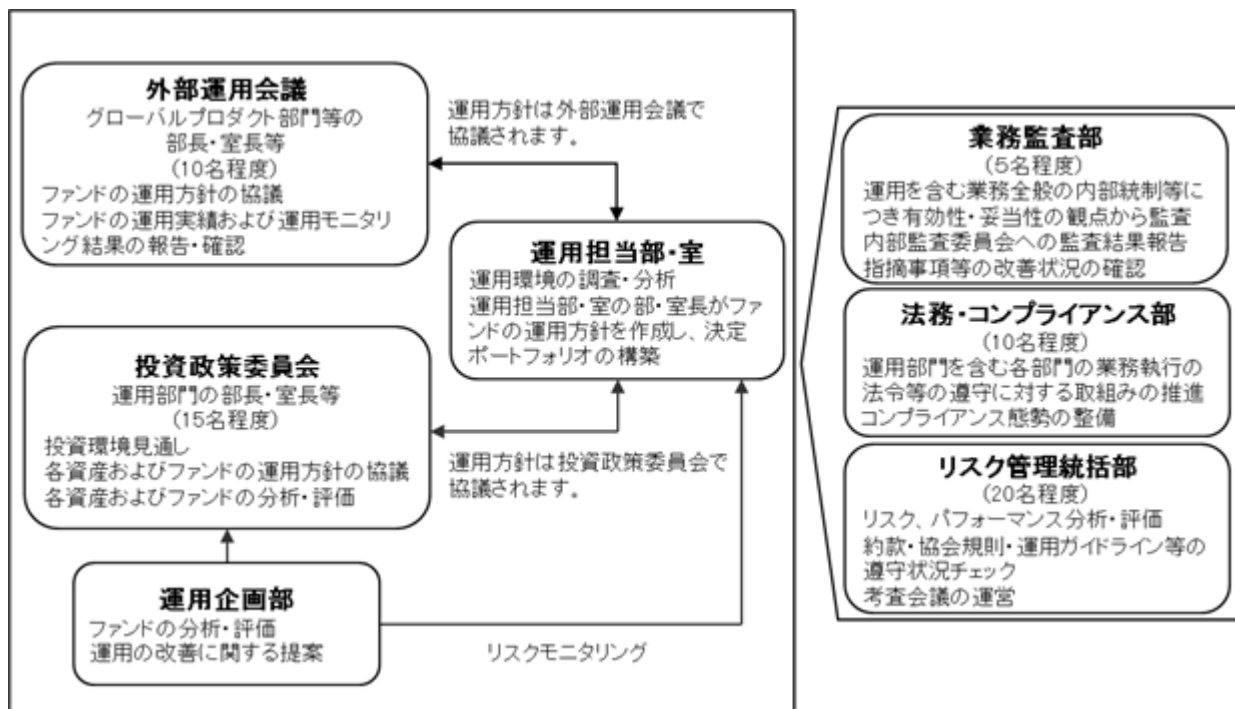 外部運用会議
グローバルプロダクト部門等の
部長・室長等
(10名程度)
ファンドの運用方針の協議
ファンドの運用実績および運用モニタリ
ング結果の報告・確認
運用方針は外部運用会議で
協議されます。
運用担当部・室
運用環境の調査・分析
運用担当部・室の部・室長がファ
ンドの運用方針を作成し、決定
ポートフォリオの構築
投資政策委員会
運用部門の部長・室長等
(15名程度)
投資環境見通し
各資産およびファンドの運用方針の協議
各資産およびファンドの分析・評価
運用方針は投資政策委員会で
協議されます。
運用企画部
ファンドの分析・評価
運用の改善に関する提案
リスクモニタリング
業務監査部
(5名程度)
運用を含む業務全般の内部統制等に
つき有効性・妥当性の観点から監査
内部監査委員会への監査結果報告
指摘事項等の改善状況の確認
法務・コンプライアンス部
(10名程度)
運用部門を含む各部門の業務執行の
法令等の遵守に対する取組みの推進
コンプライアンス態勢の整備
リスク管理統括部
(20名程度)
リスク、パフォーマンス分析・評価
約款・協会規則・運用ガイドライン等の
遵守状況チェック
考査会議の運営